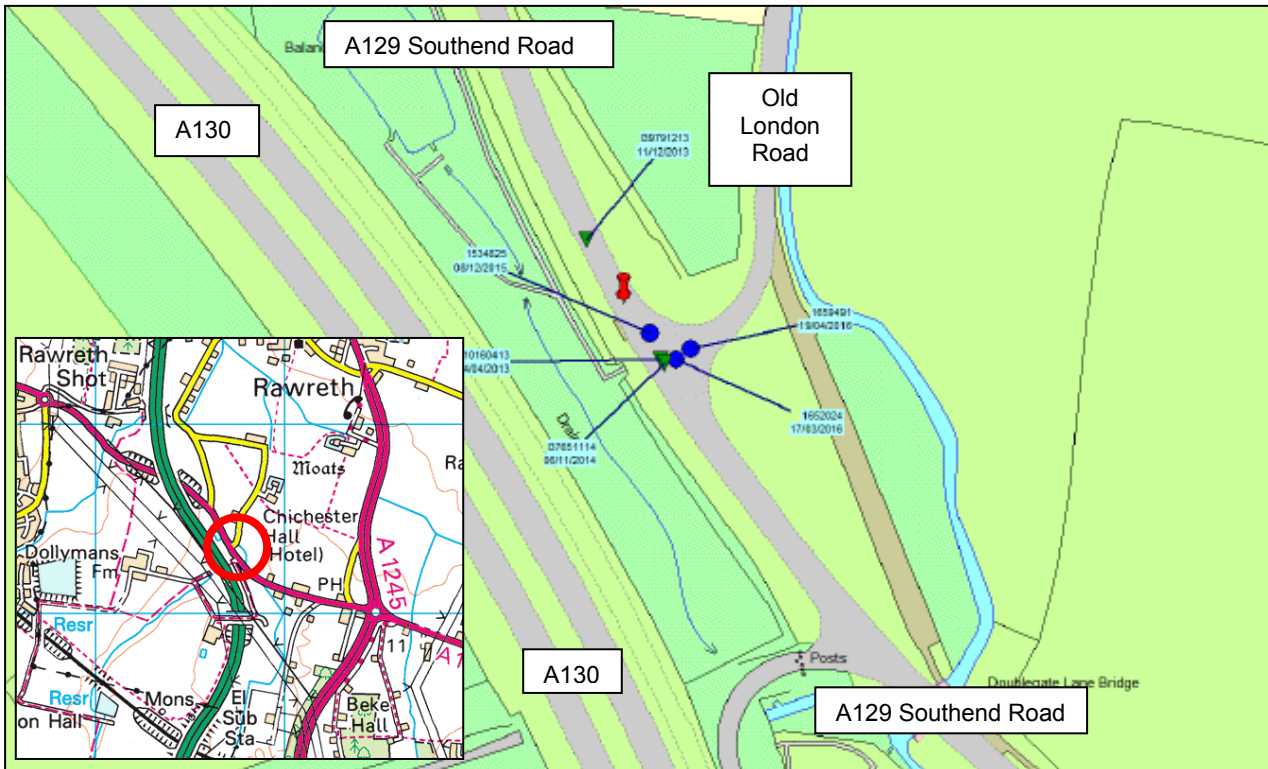 A129 Southend Road
A130
Old
London
Road
11/12/2013
1534825
08/12/2015
1659491
19/04/2016
10160413
4/04/2013
1652024
17/03/2016
06/11/2014
Posts
Doublegate Lane Bridge
A130
A129 Southend Road
Rawreth
Shot
Rawreth
Moats
Ra
Chichester
Hall
(Hotel)
A 1245
Dollymans
Fm
PH
Resr
11
A 1
Resr
on Hall
Mons
El
Sub
Sta
Beke
Hall